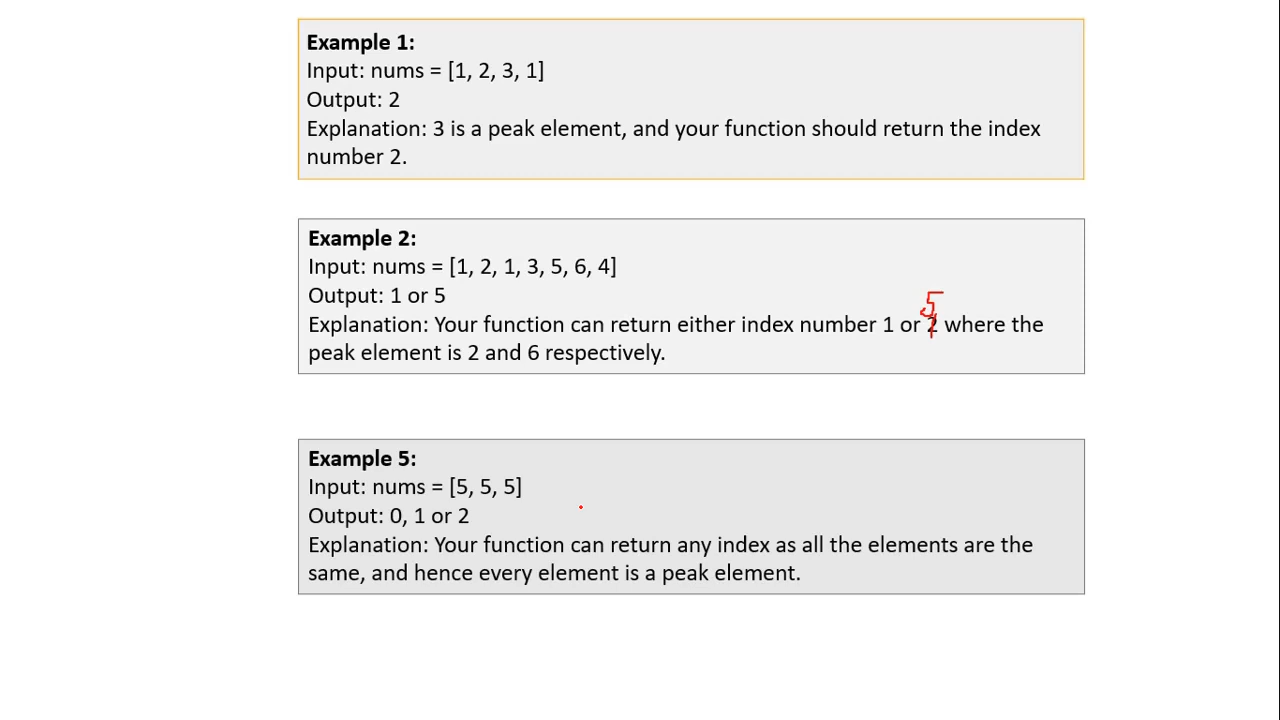 Example 1:
Input: nums = [1, 2, 3, 1]
Output: 2
Explanation: 3 is a peak element, and your function should return the index
number 2.
Example 2:
Input: nums = [1, 2, 1, 3, 5, 6, 4]
Output: 1 or 5
5
Explanation: Your function can return either index number 1 or 2 where the
peak element is 2 and 6 respectively.
Example 5:
Input: nums = [5, 5, 5]
Output: 0, 1 or 2
Explanation: Your function can return any index as all the elements are the
same, and hence every element is a peak element.